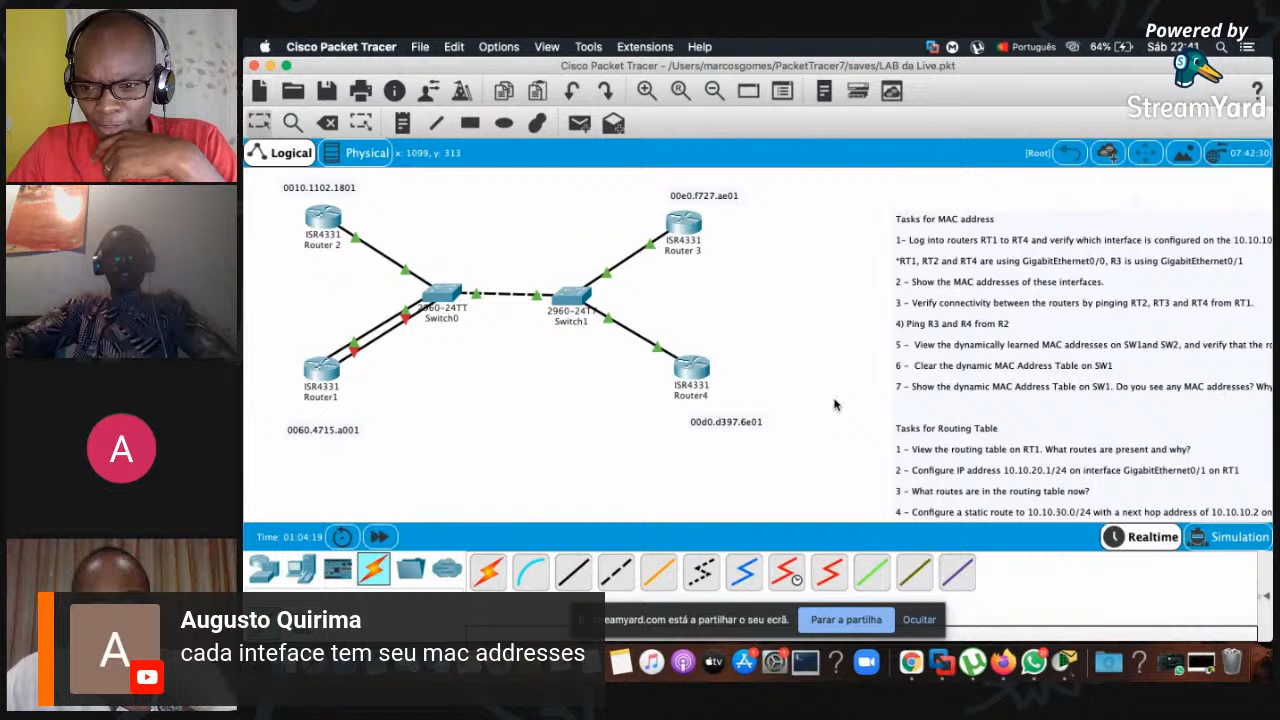 Powered by
StreamYard
Cisco Packet Tracer File Edit Options View Tools Extensions Help
Português 64% Sáb 22:41
Cisco Packet Tracer - /Users/marcosgomes/PacketTracer7/saves/LAB da Live.pkt
Logical Physical x: 1099, y: 313 [Root] 07:42:30
0010.1102.1801
ISR4331
Router 2
00e0.f727.ae01
ISR4331
Router 3
2960-24TT
Switch0
2960-24TT
Switch1
ISR4331
Router1
0060.4715.a001
ISR4331
Router4
00d0.d397.6e01
Tasks for MAC address
1- Log into routers RT1 to RT4 and verify which interface is configured on the 10.10.10
*RT1, RT2 and RT4 are using GigabitEthernet0/0, R3 is using GigabitEthernet0/1
2 - Show the MAC addresses of these interfaces.
3 - Verify connectivity between the routers by pinging RT2, RT3 and RT4 from RT1.
4) Ping R3 and R4 from R2
5 - View the dynamically learned MAC addresses on SW1and SW2, and verify that the ro
6 - Clear the dynamic MAC Address Table on SW1
7 - Show the dynamic MAC Address Table on SW1. Do you see any MAC addresses? Why
Tasks for Routing Table
1 - View the routing table on RT1. What routes are present and why?
2 - Configure IP address 10.10.20.1/24 on interface GigabitEthernet0/1 on RT1
3 - What routes are in the routing table now?
4 - Configure a static route to 10.10.30.0/24 with a next hop address of 10.10.10.2 on
Time: 01:04:19 Realtime Simulation
streamyard.com está a partilhar o seu ecrã. Parar a partilha Ocultar
A
A
Augusto Quirima
cada inteface tem seu mac addresses